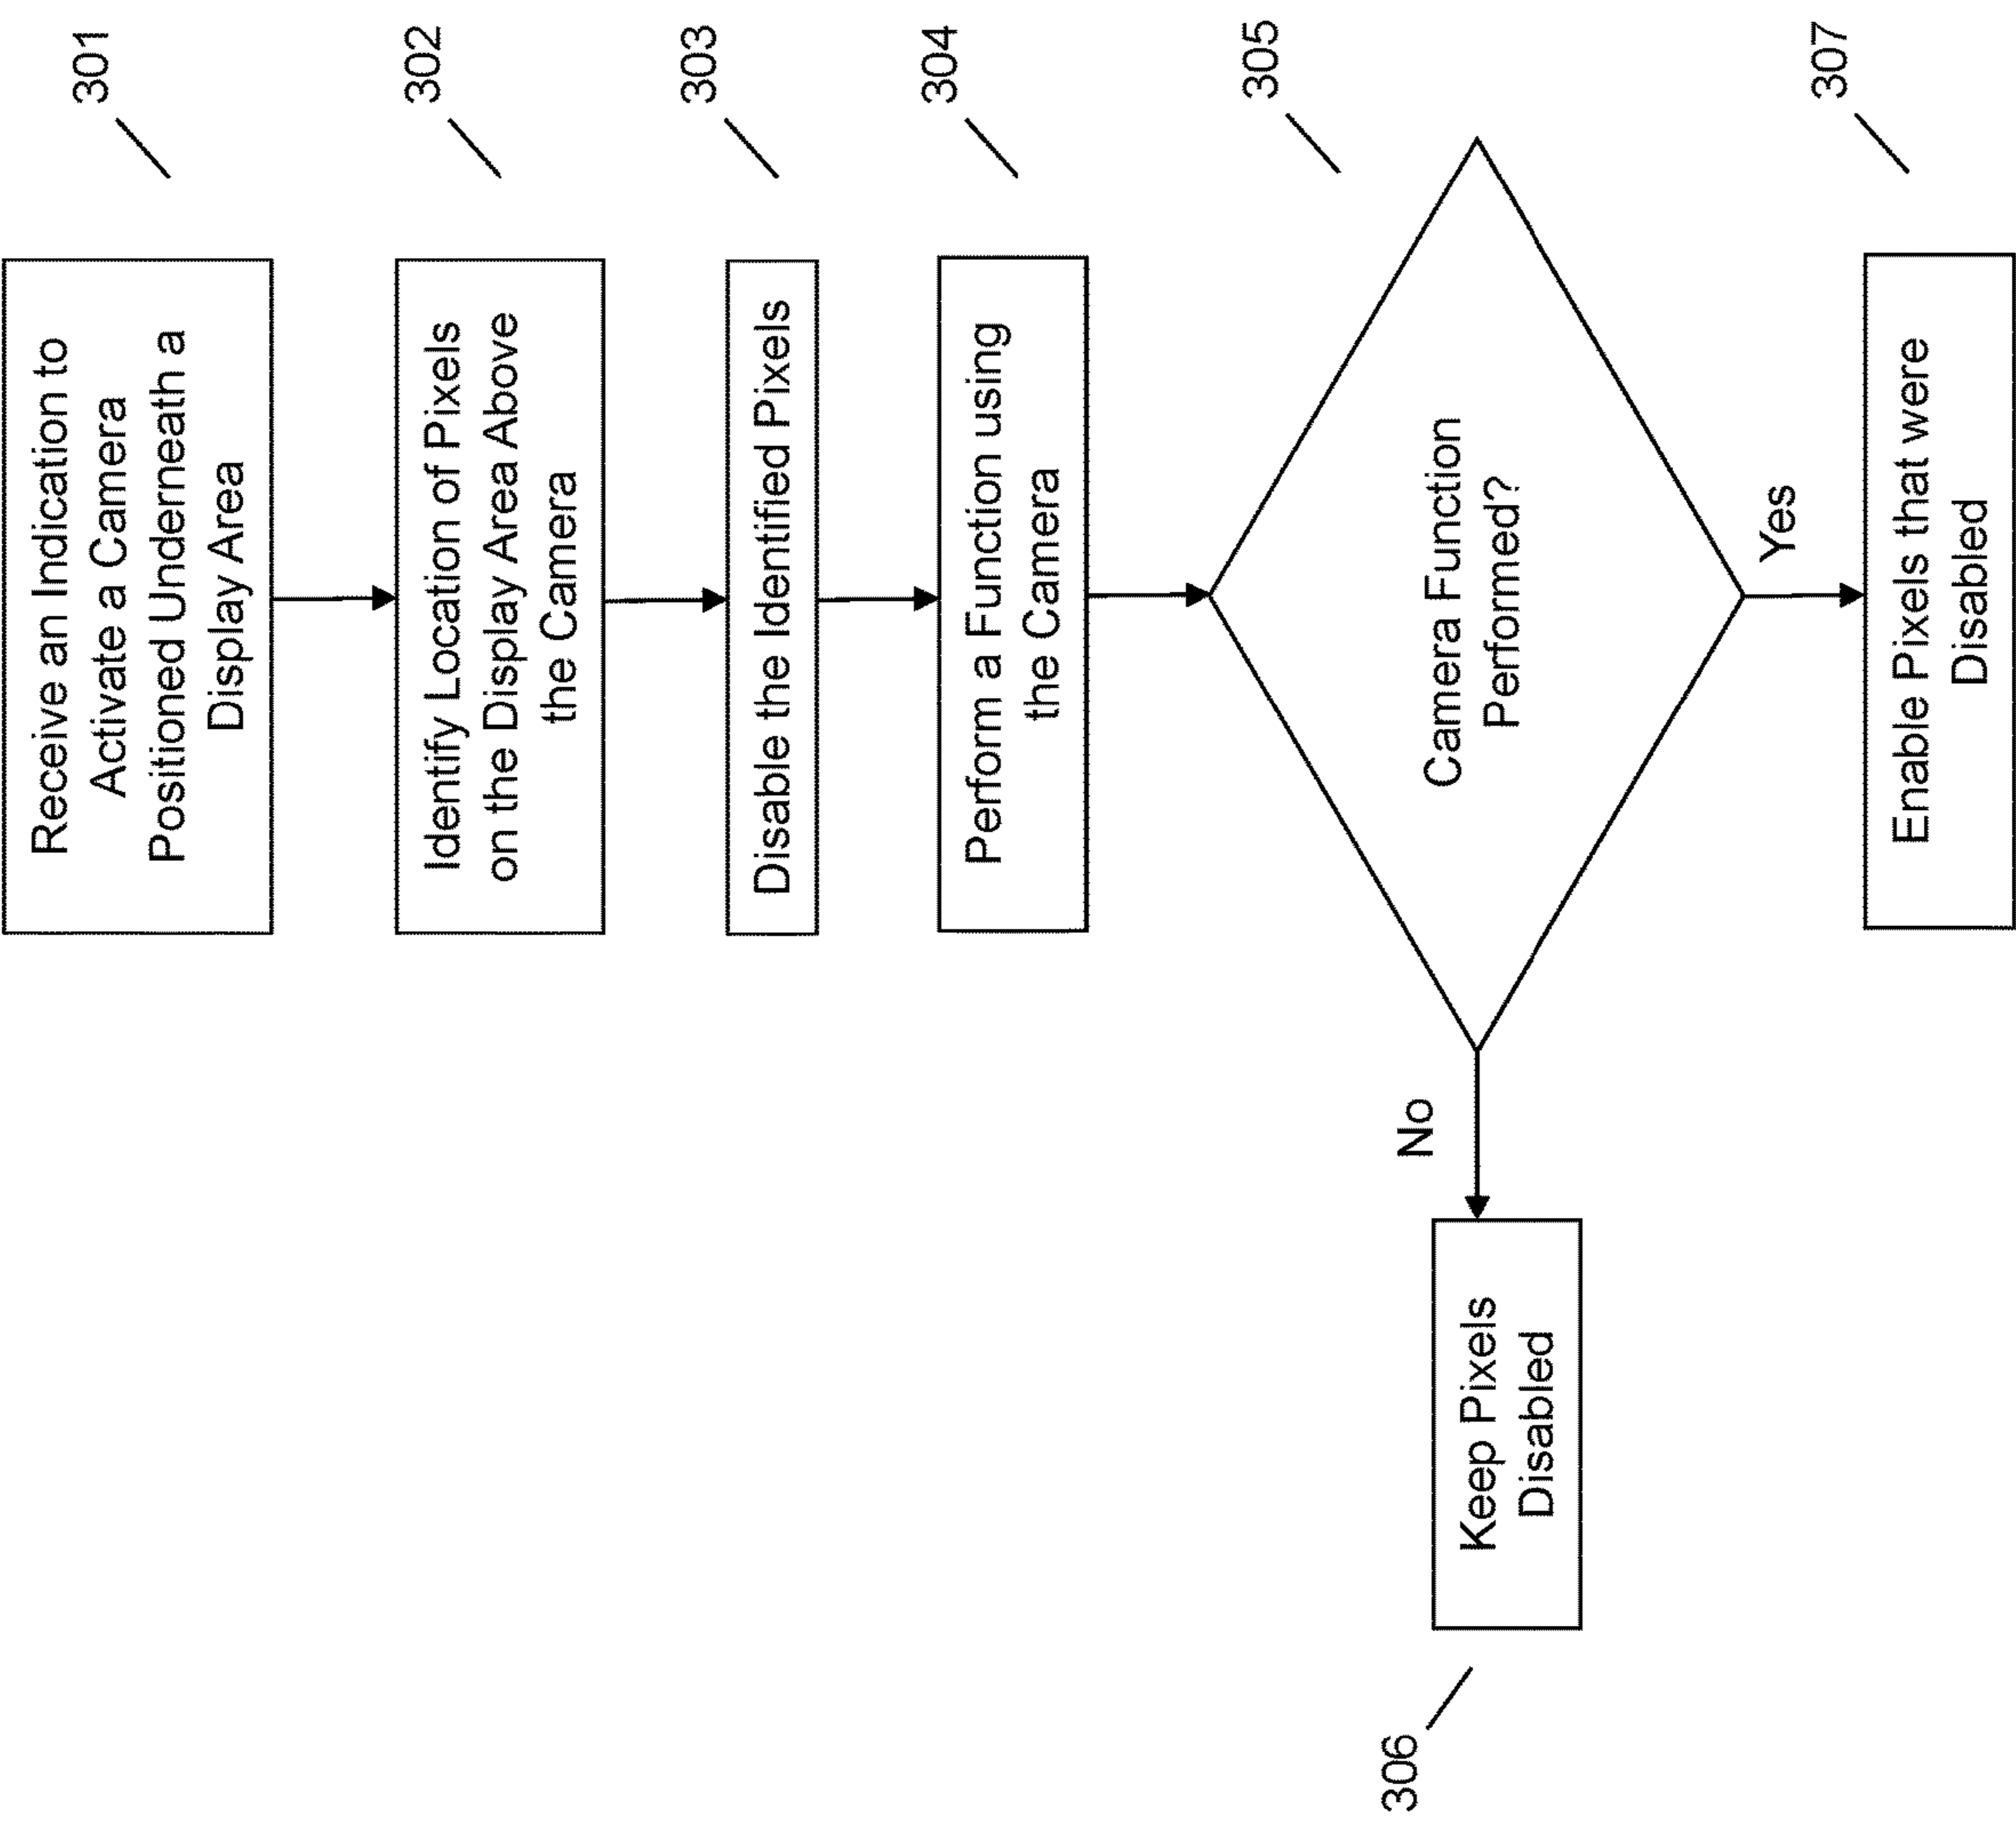 Receive an Indication to
Activate a Camera
Positioned Underneath a
Display Area
301
Identify Location of Pixels
on the Display Area Above
the Camera
302
Disable the Identified Pixels
303
Perform a Function using
the Camera
304
Camera Function
Performed?
305
No
Keep Pixels
Disabled
306
Yes
Enable Pixels that were
Disabled
307